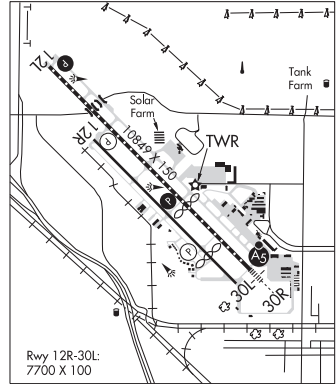 12L
P
Solar
Farm
Tank
Farm
12R
P
10849 X 150
TWR
P
P
A5
30L
30R
Rwy 12R-30L:
7700 X 100